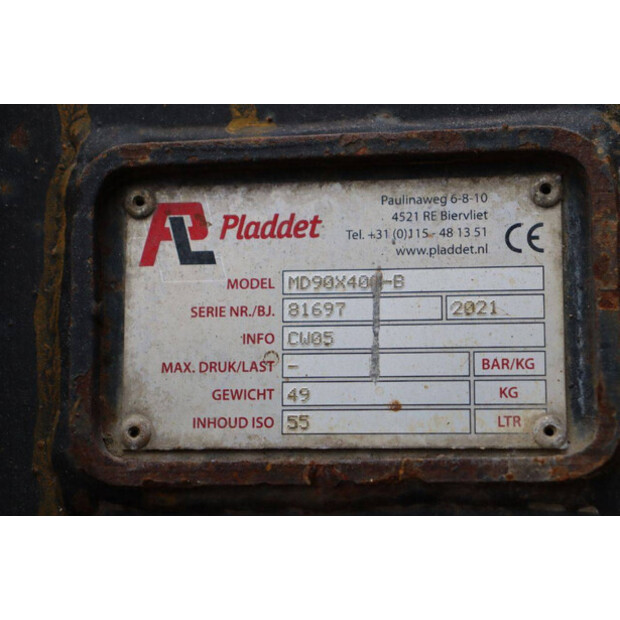 PL Pladdet
Paulinaweg 6-8-10
4521 RE Biervliet
Tel. +31 (0)115 - 48 13 51
www.pladdet.nl
CE
MODEL MD90X400-B
SERIE NR./BJ. 81697 2021
INFO CW05
MAX. DRUK/LAST - BAR/KG
GEWICHT 49 KG
INHOUD ISO 55 LTR